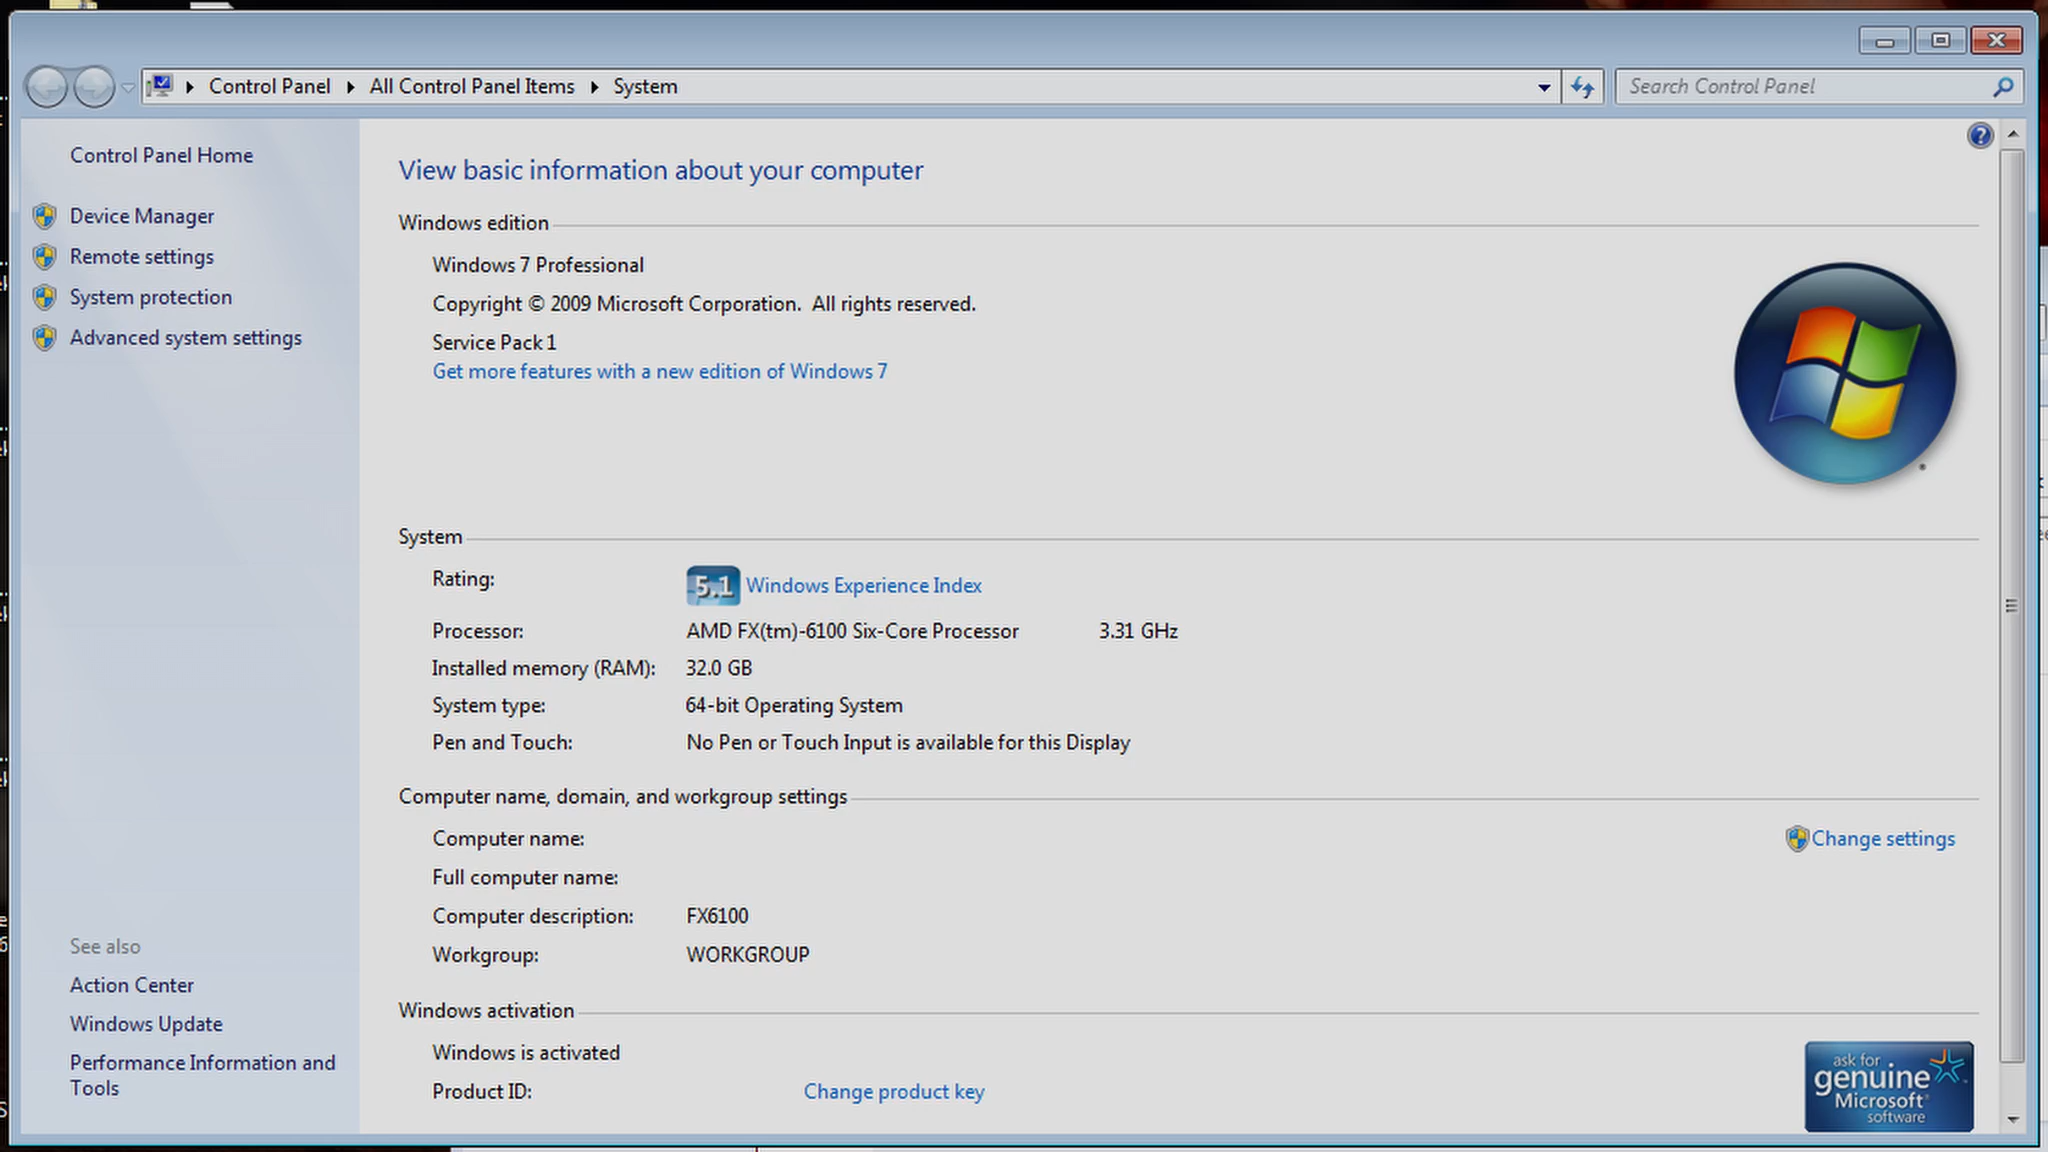 Control Panel
All Control Panel Items
System
Search Control Panel
Control Panel Home
Device Manager
Remote settings
System protection
Advanced system settings
See also
Action Center
Windows Update
Performance Information and
Tools
View basic information about your computer
Windows edition
Windows 7 Professional
Copyright © 2009 Microsoft Corporation.  All rights reserved.
Service Pack 1
Get more features with a new edition of Windows 7
System
Rating: 5.1 Windows Experience Index
Processor: AMD FX(tm)-6100 Six-Core Processor 3.31 GHz
Installed memory (RAM): 32.0 GB
System type: 64-bit Operating System
Pen and Touch: No Pen or Touch Input is available for this Display
Computer name, domain, and workgroup settings
Computer name: Change settings
Full computer name:
Computer description: FX6100
Workgroup: WORKGROUP
Windows activation
Windows is activated
Product ID: Change product key
ask for
genuine
Microsoft
software